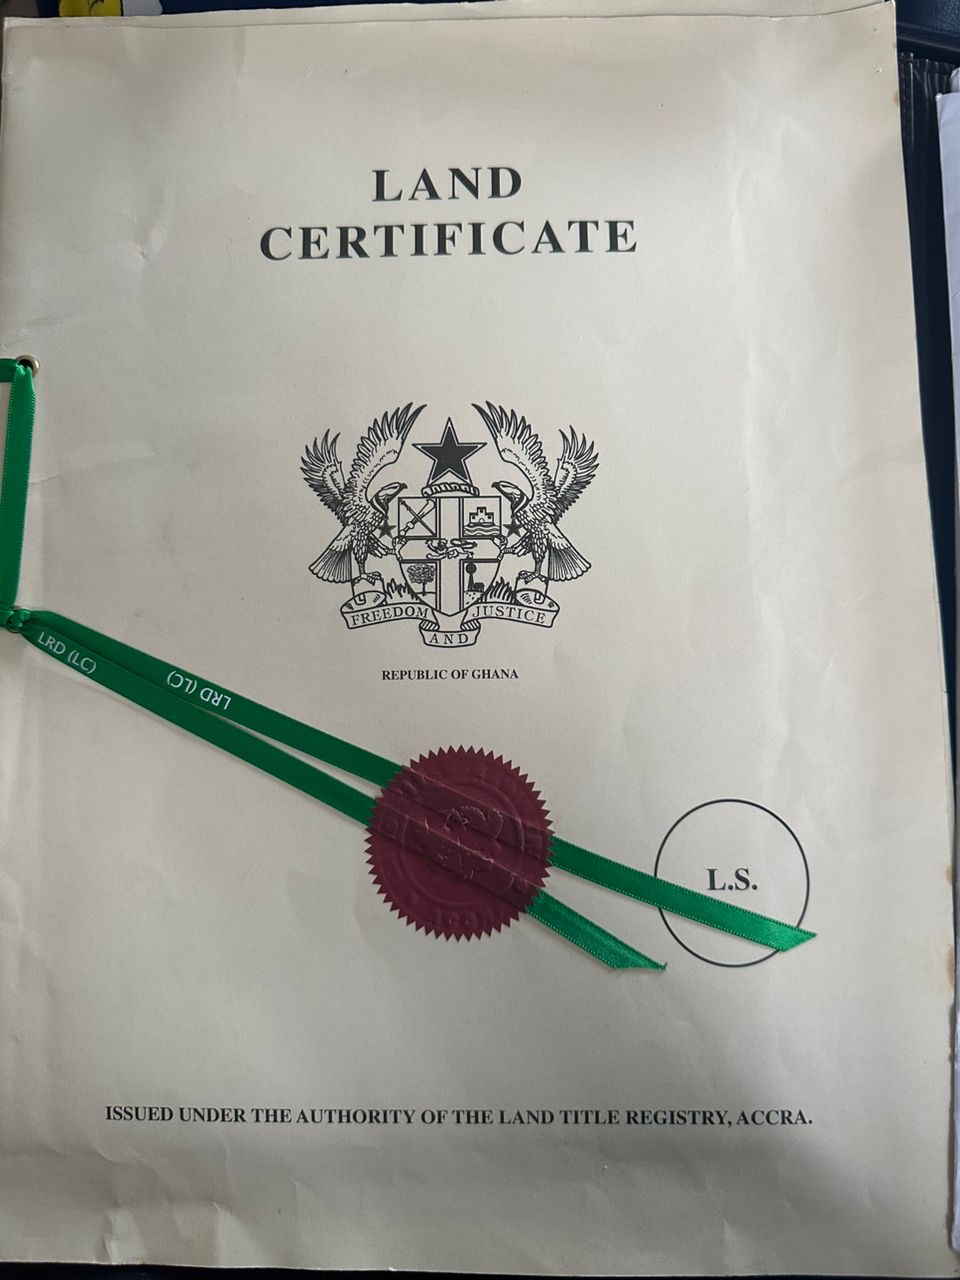 LAND
CERTIFICATE
FREEDOM AND JUSTICE
REPUBLIC OF GHANA
LRD (LC)
LRD (LC)
L.S.
ISSUED UNDER THE AUTHORITY OF THE LAND TITLE REGISTRY, ACCRA.